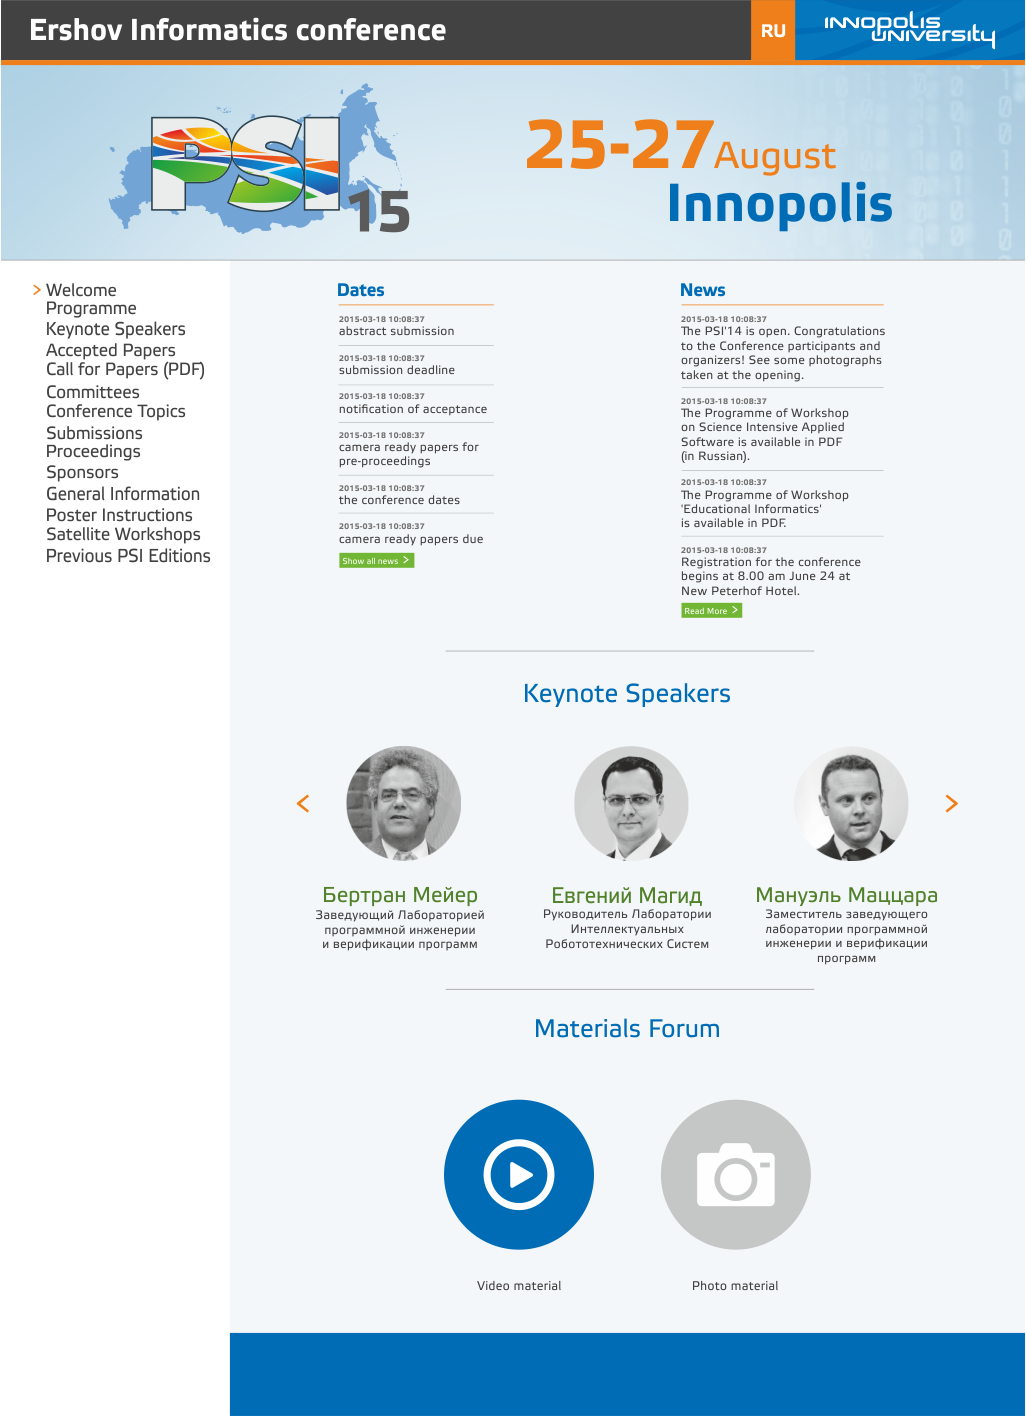 Ershov Informatics conference
RU
INNOPOLIS
UNIVERSITY
PSI
15
25-27 August
Innopolis
Welcome
Programme
Keynote Speakers
Accepted Papers
Call for Papers (PDF)
Committees
Conference Topics
Submissions
Proceedings
Sponsors
General Information
Poster Instructions
Satellite Workshops
Previous PSI Editions
Dates
2015-03-18 10:08:37
abstract submission
2015-03-18 10:08:37
submission deadline
2015-03-18 10:08:37
notification of acceptance
2015-03-18 10:08:37
camera ready papers for
pre-proceedings
2015-03-18 10:08:37
the conference dates
2015-03-18 10:08:37
camera ready papers due
Show all news
News
2015-03-18 10:08:37
The PSI'14 is open. Congratulations
to the Conference participants and
organizers! See some photographs
taken at the opening.
2015-03-18 10:08:37
The Programme of Workshop
on Science Intensive Applied
Software is available in PDF
(in Russian).
2015-03-18 10:08:37
The Programme of Workshop
'Educational Informatics'
is available in PDF.
2015-03-18 10:08:37
Registration for the conference
begins at 8.00 am June 24 at
New Peterhof Hotel.
Read More
Keynote Speakers
Бертран Мейер
Заведующий Лабораторией
программной инженерии
и верификации программ
Евгений Магид
Руководитель Лаборатории
Интеллектуальных
Робототехнических Систем
Мануэль Маццара
Заместитель заведующего
лаборатории программной
инженерии и верификации
программ
Materials Forum
Video material
Photo material